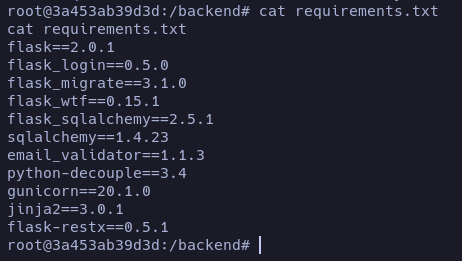 root@3a453ab39d3d:/backend# cat requirements.txt
cat requirements.txt
flask==2.0.1
flask_login==0.5.0
flask_migrate==3.1.0
flask_wtf==0.15.1
flask_sqlalchemy==2.5.1
sqlalchemy==1.4.23
email_validator==1.1.3
python-decouple==3.4
gunicorn==20.1.0
jinja2==3.0.1
flask-restx==0.5.1
root@3a453ab39d3d:/backend#